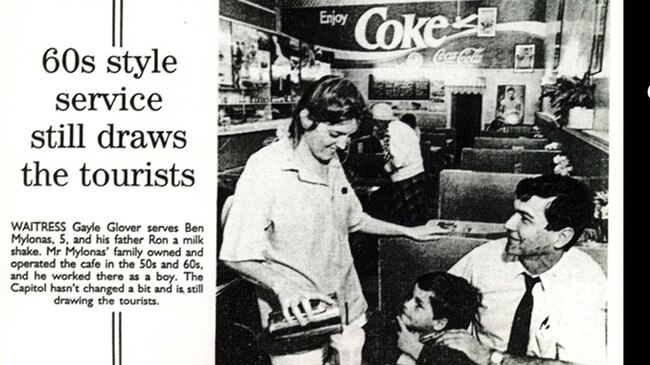 60s style
service
still draws
the tourists
WAITRESS Gayle Glover serves Ben
Mylonas, 5, and his father Ron a milk
shake. Mr Mylonas' family owned and
operated the cafe in the 50s and 60s,
and he worked there as a boy. The
Capitol hasn't changed a bit and is still
drawing the tourists.
Enjoy
Coke
Coca-Cola